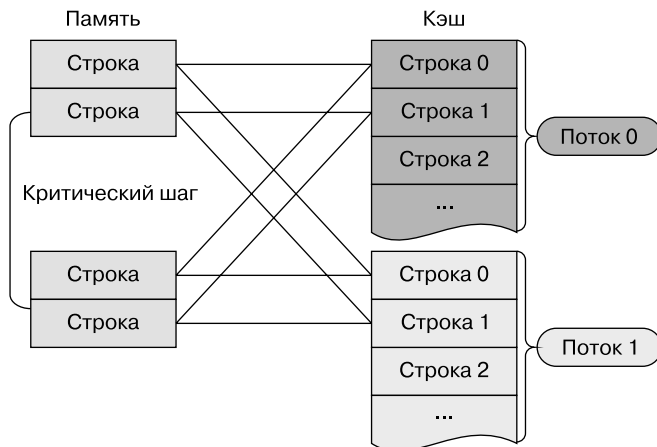 Память
Кэш
Строка
Строка 0
Строка
Строка 1
Поток 0
Строка 2
Критический шаг
...
Строка
Строка 0
Строка
Строка 1
Поток 1
Строка 2
...